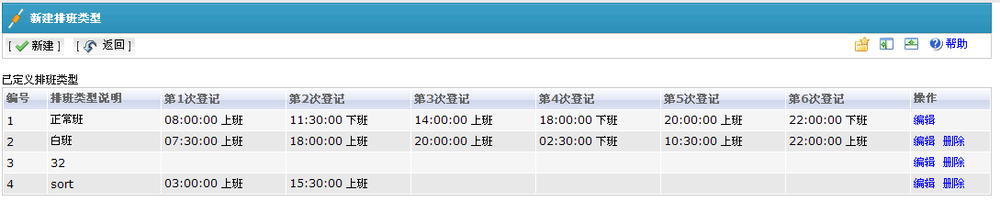 新建排班类型
[ 新建 ] [ 返回 ] 帮助
已定义排班类型
编号 排班类型说明 第1次登记 第2次登记 第3次登记 第4次登记 第5次登记 第6次登记 操作
1 正常班 08:00:00 上班 11:30:00 下班 14:00:00 上班 18:00:00 下班 20:00:00 上班 22:00:00 下班 编辑
2 白班 07:30:00 上班 18:00:00 上班 20:00:00 上班 02:30:00 下班 10:30:00 上班 22:00:00 上班 编辑 删除
3 32 编辑 删除
4 sort 03:00:00 上班 15:30:00 上班 编辑 删除